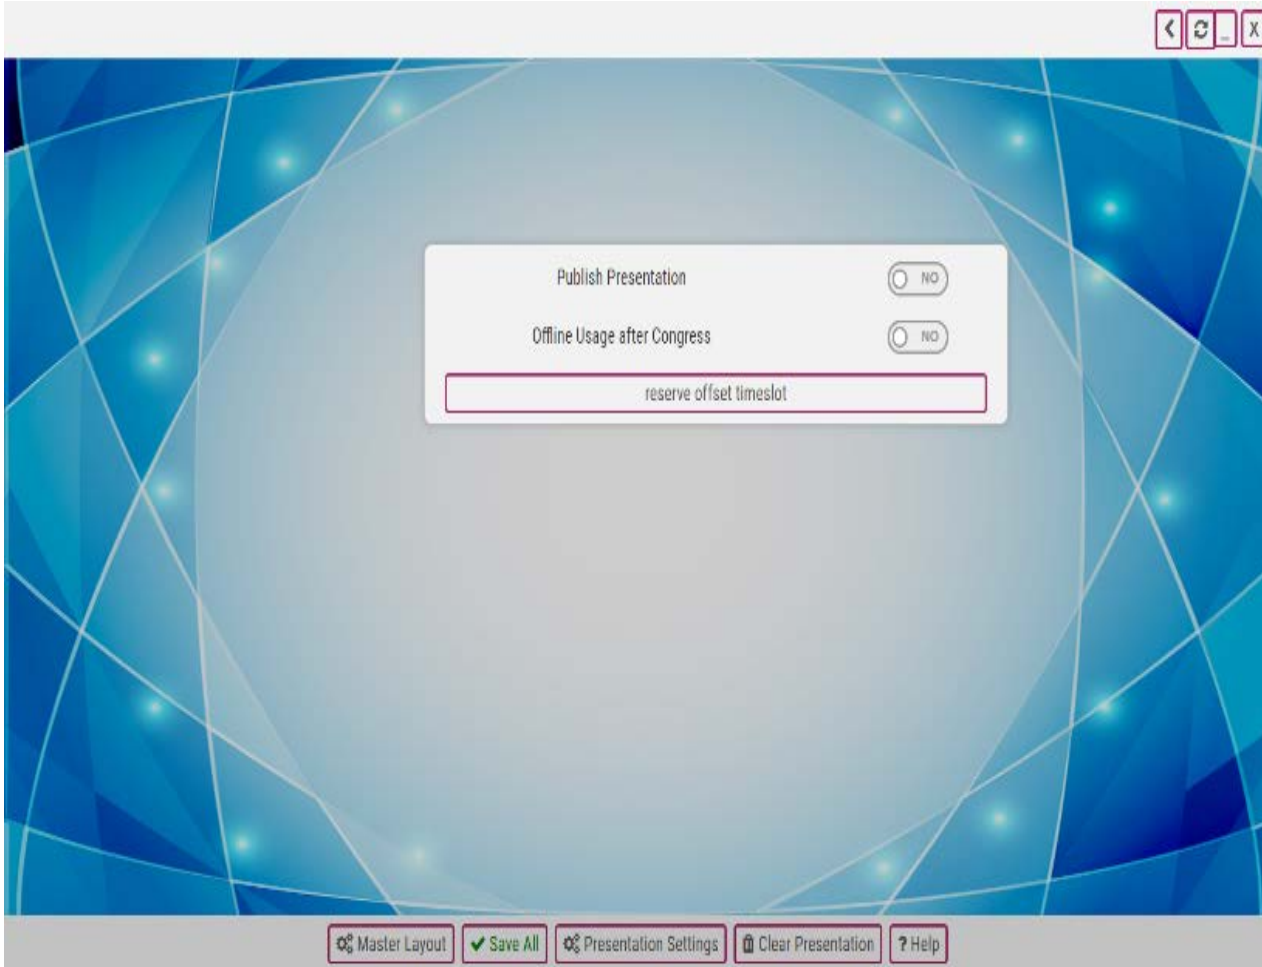 X
Publish Presentation NO
Offline Usage after Congress NO
reserve offset timeslot
Master Layout Save All Presentation Settings Clear Presentation ? Help